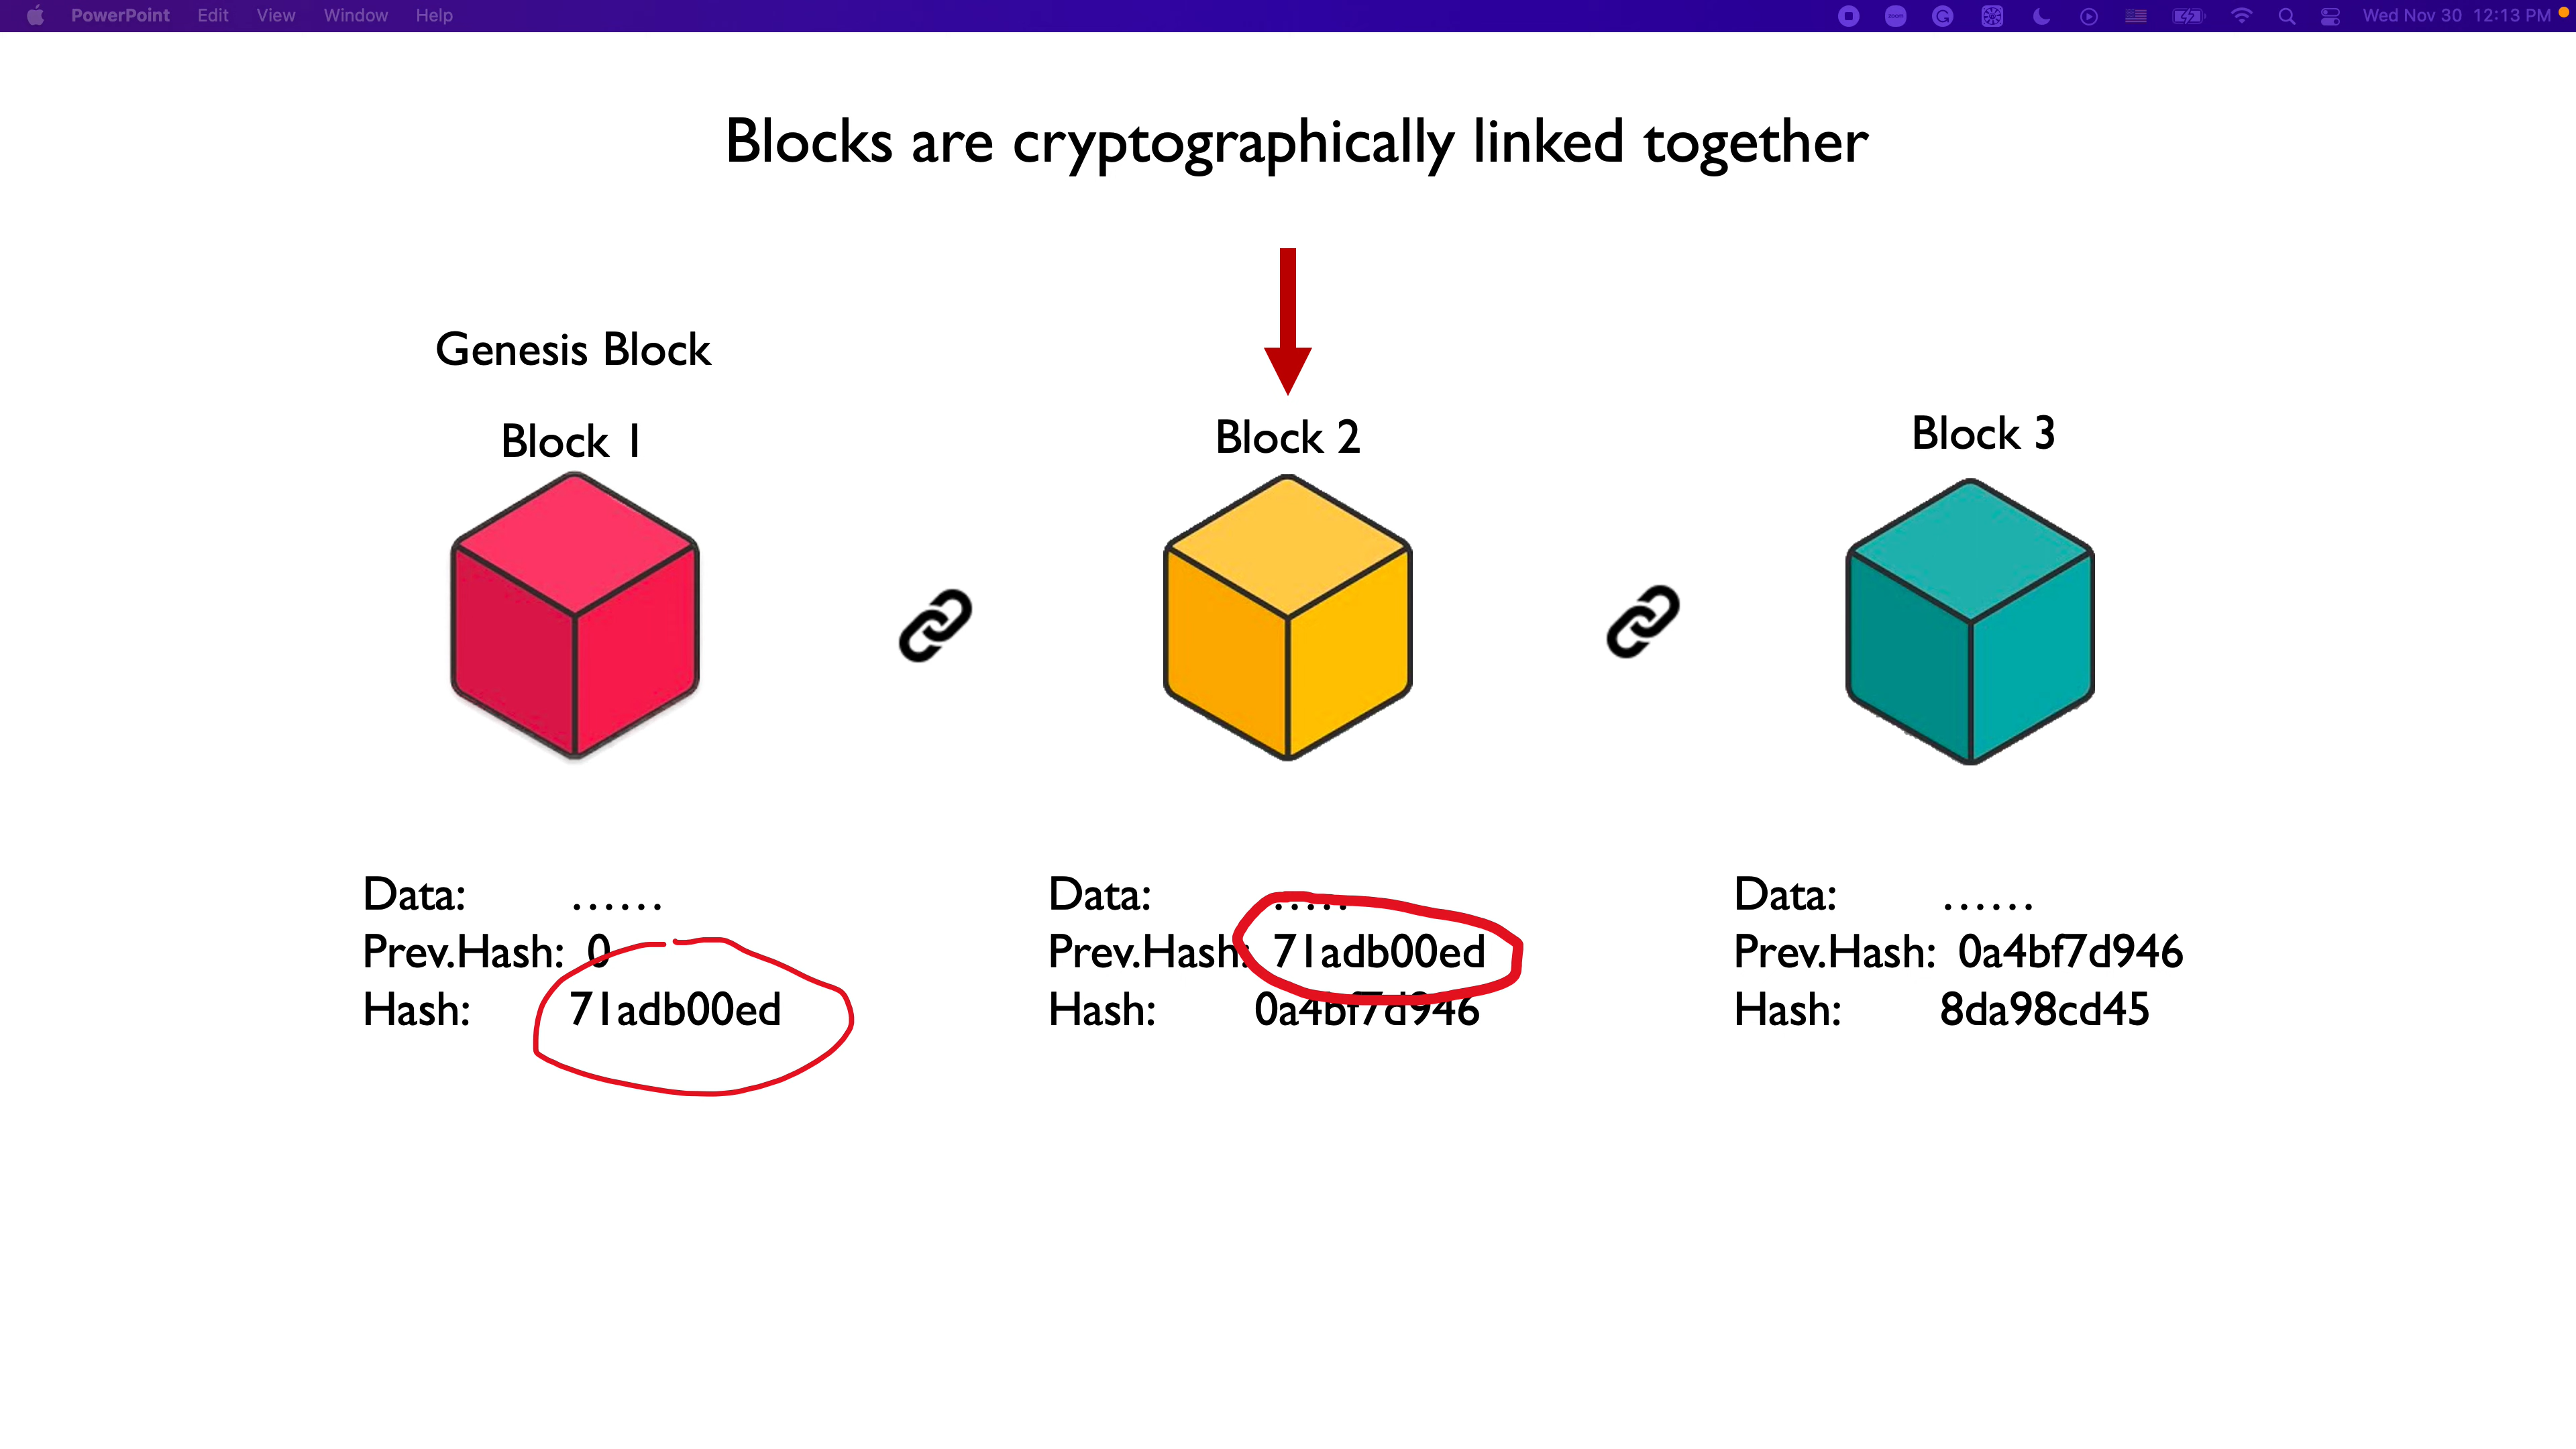 PowerPoint Edit View Window Help
zoom
Wed Nov 30 12:13 PM
Blocks are cryptographically linked together
Genesis Block
Block 1
Block 2
Block 3
Data: ......
Prev.Hash: 0
Hash: 71adb00ed
Data: ......
Prev.Hash: 71adb00ed
Hash: 0a4bf7d946
Data: ......
Prev.Hash: 0a4bf7d946
Hash: 8da98cd45